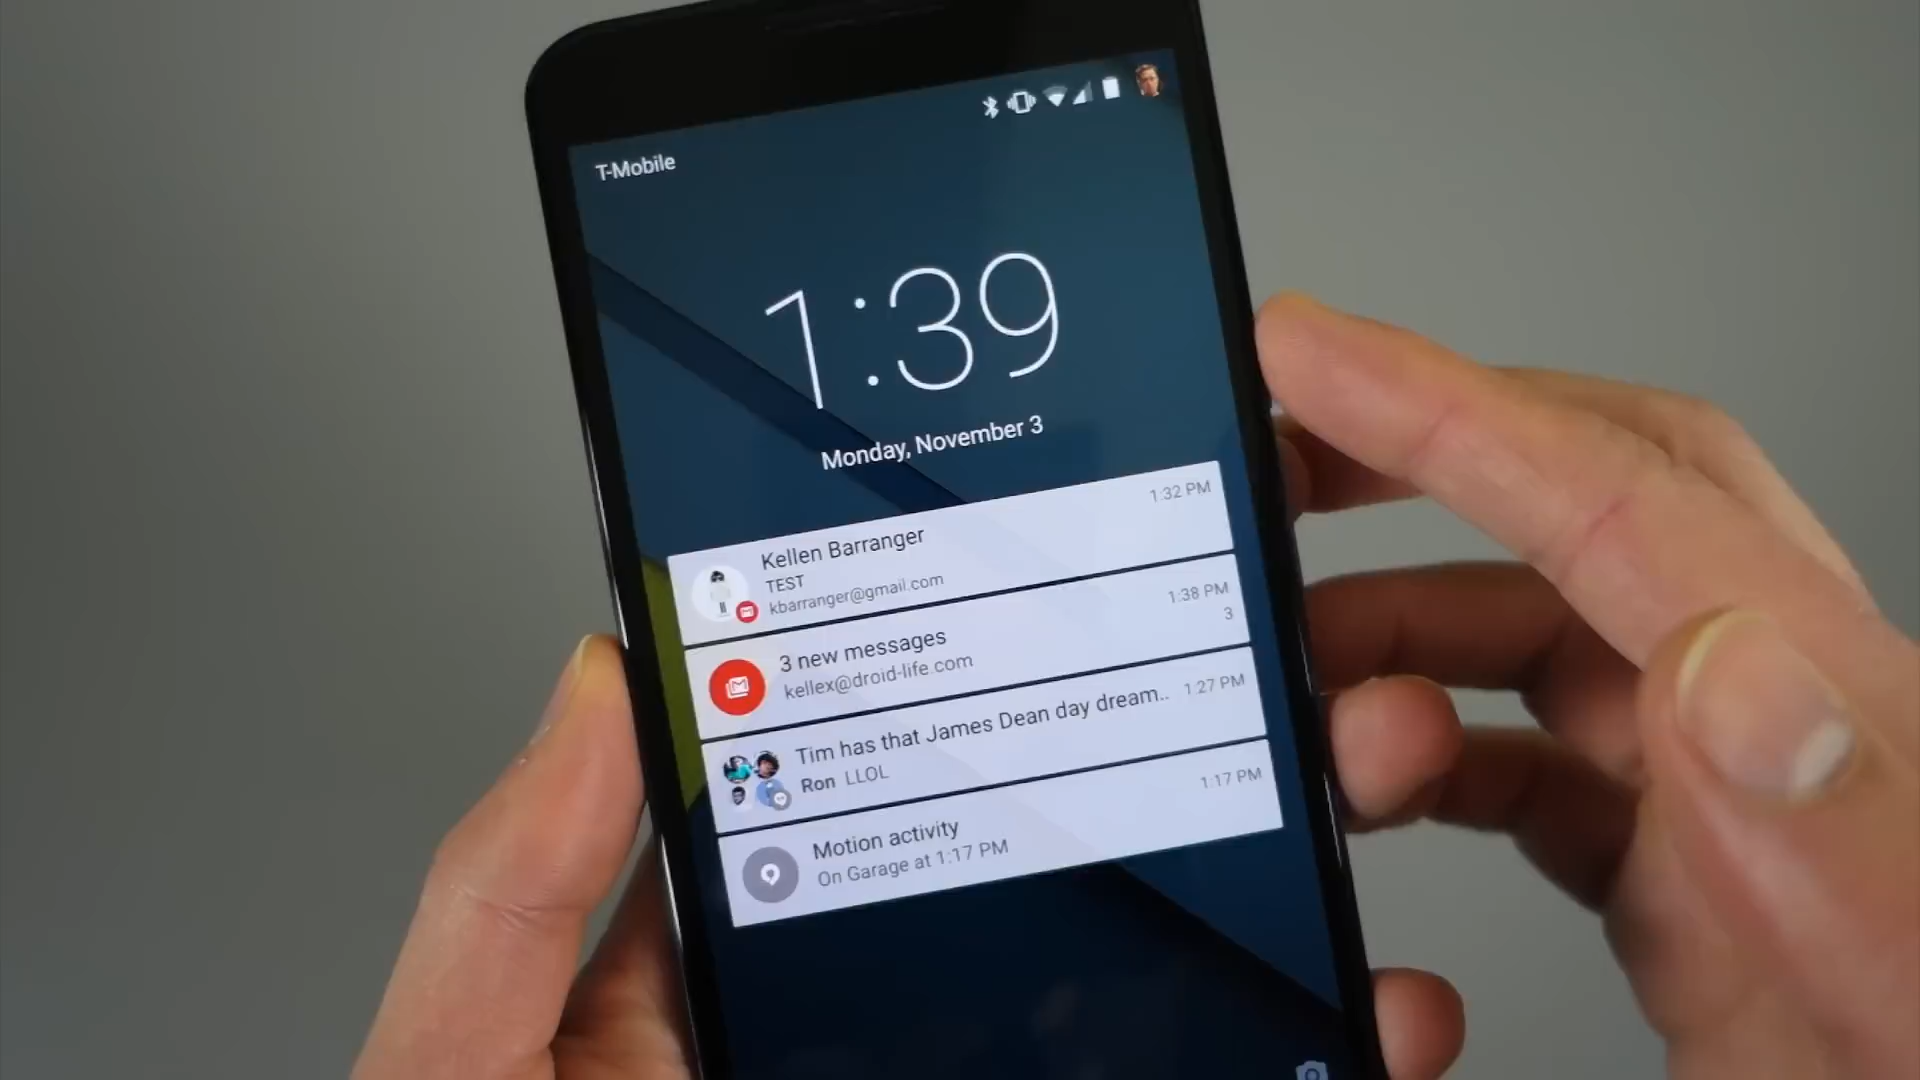 T-Mobile
1:39
Monday, November 3
Kellen Barranger 1:32 PM
TEST
kbarranger@gmail.com
3 new messages 1:38 PM
kellex@droid-life.com 3
Tim has that James Dean day dream.. 1:27 PM
Ron LLOL
Motion activity 1:17 PM
On Garage at 1:17 PM